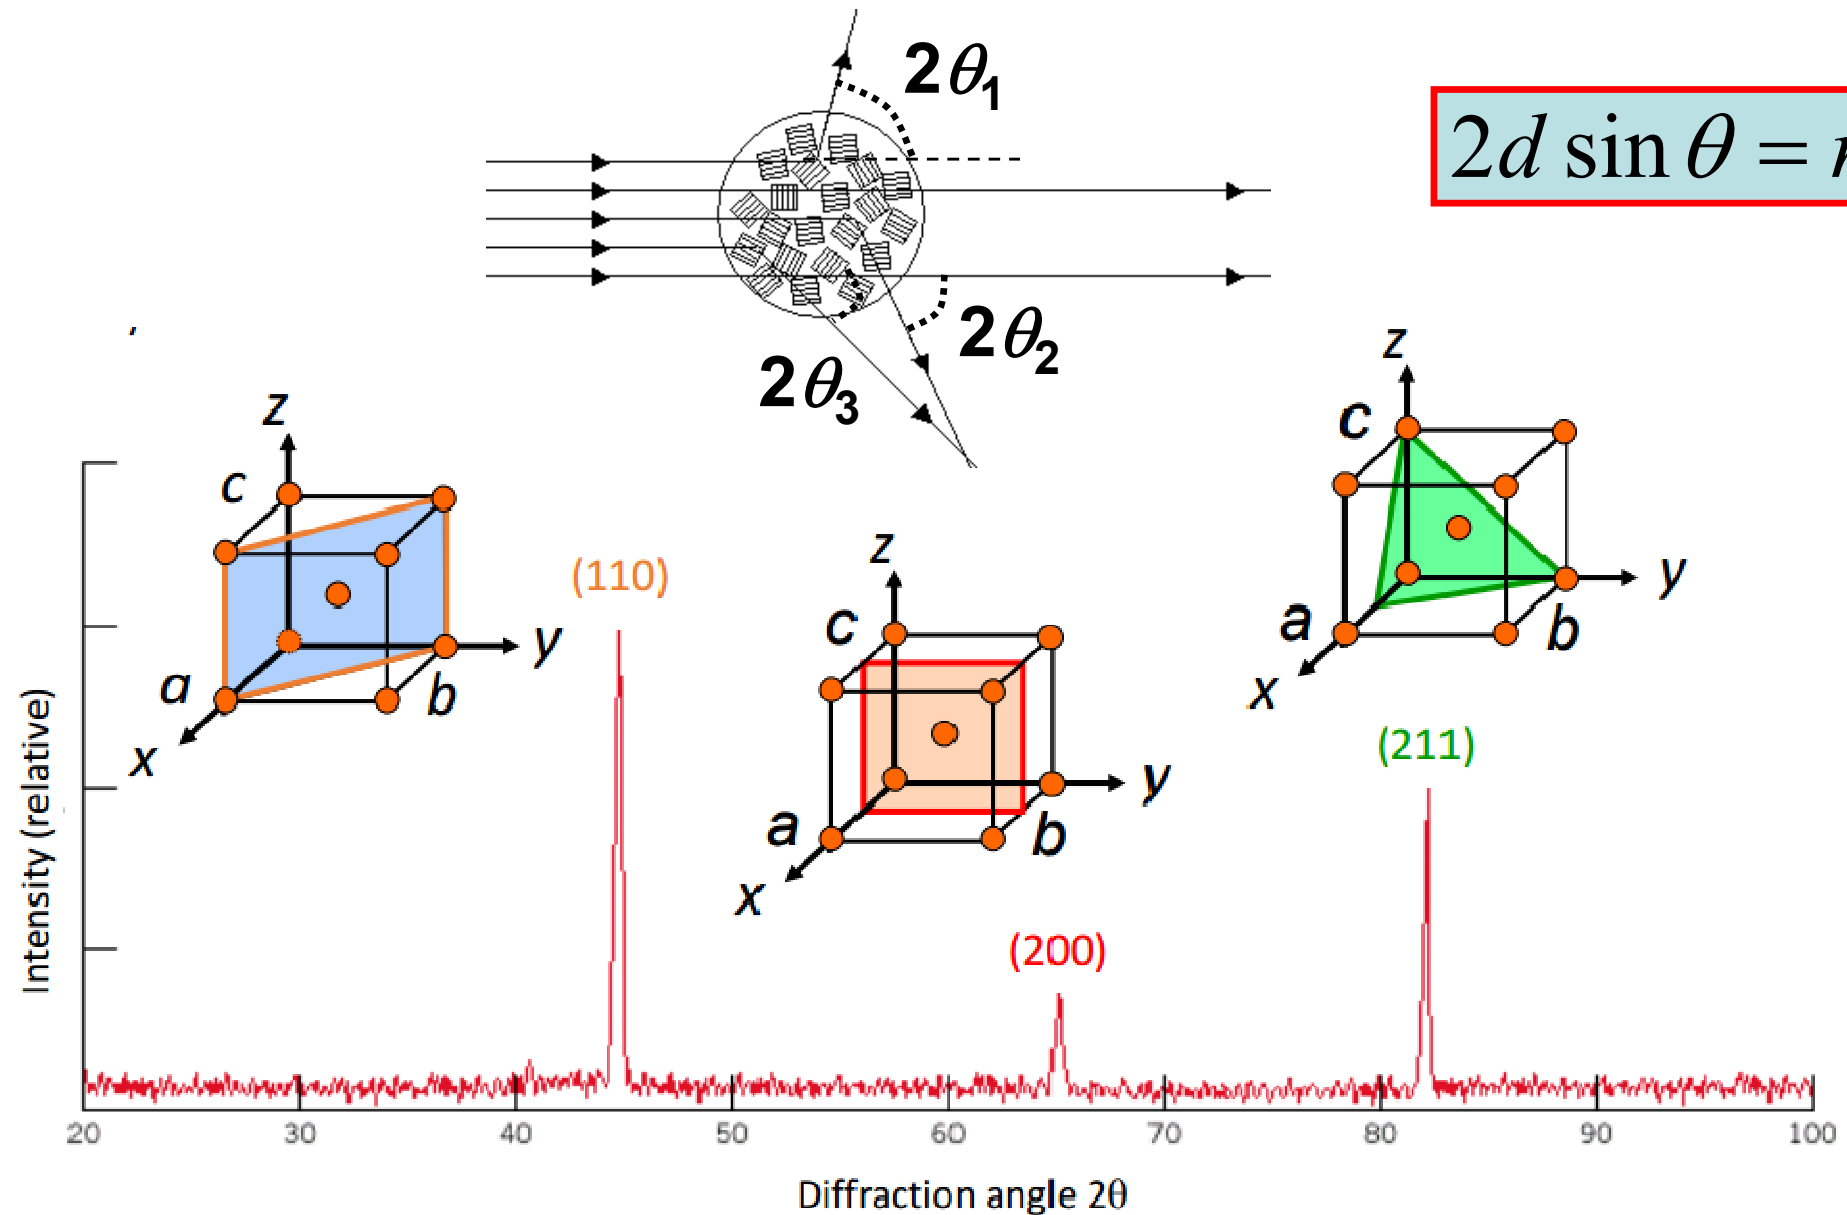 2θ₁
2d sin θ =
2θ₂
2θ₃
z
c
a
b
y
x
(110)
z
c
a
b
y
x
(200)
z
c
a
b
y
x
(211)
Intensity (relative)
20 30 40 50 60 70 80 90 100
Diffraction angle 2θ